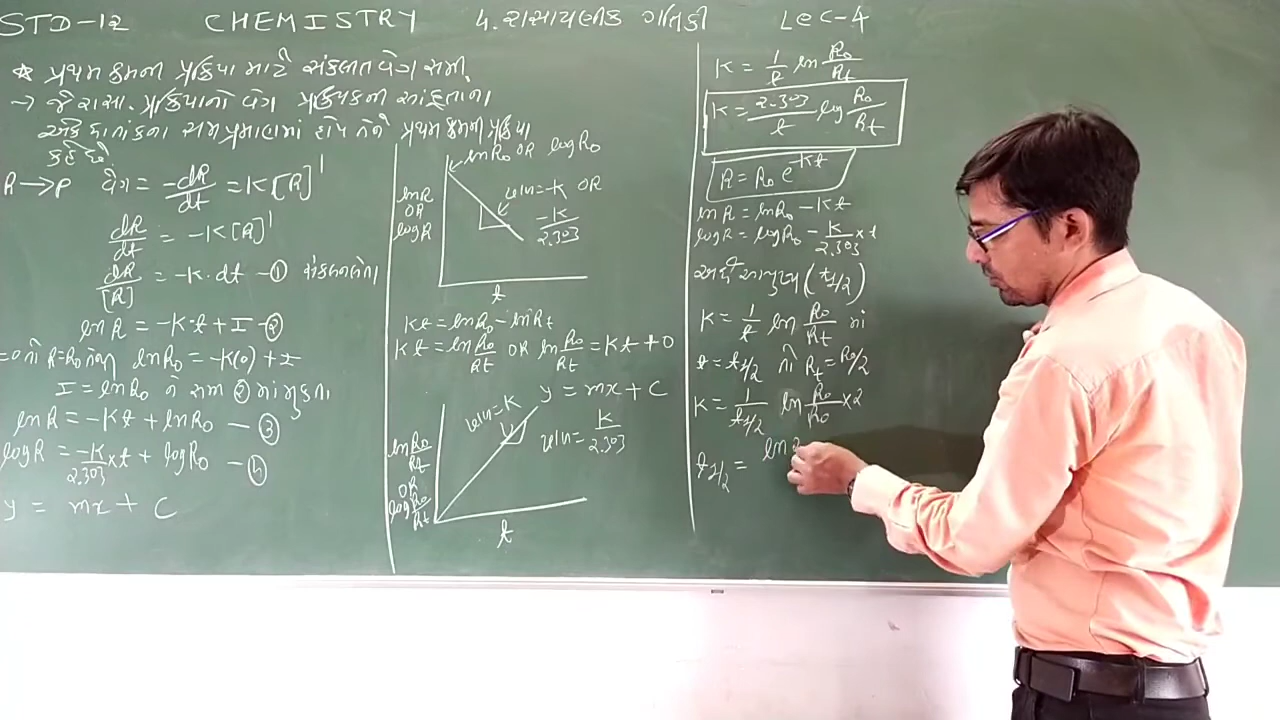 STD-12 CHEMISTRY 4. રાસાયણીક ગતિકી Lec-4
* પ્રથમ ક્રમની પ્રક્રિયા માટે સંકલિત વેગ સમી.
→ જે રાસા. પ્રક્રિયાનો વેગ પ્રક્રિયકની સાંદ્રતાના
એક ઘાતાંકના સમપ્રમાણમાં હોય તેને પ્રથમ ક્રમની પ્રક્રિયા
કહે છે.
R → P વેગ = -dR/dt = K[R]¹
dR/dt = -K[R]¹
dR/[R] = -K·dt - ① સંકલન લેતા
ln R = -K·t + I - ②
=0 તો R=R₀ ln R₀ = -K(0) + I
I = ln R₀ ② માં મુકતા
ln R = -Kt + ln R₀ - ③
log R = -K/2.303 × t + log R₀ - ④
y = mx + C
ln R₀ OR log R₀
ln R OR log R
ઢાળ = -K OR -K/2.303
t
Kt = ln R₀ - ln Rt
Kt = ln R₀/Rt OR ln R₀/Rt = Kt + 0
y = mx + C
ઢાળ = K
ઢાળ = K/2.303
ln R₀/Rt OR log R₀/Rt
t
K = 1/t ln R₀/Rt
K = 2.303/t log R₀/Rt
R = R₀ e^-Kt
ln R = ln R₀ - Kt
log R = log R₀ - K/2.303 × t
અર્ધ આયુષ્ય (t1/2)
K = 1/t ln R₀/Rt માં
t = t1/2 તો Rt = R₀/2
K = 1/t1/2 ln R₀/R₀ × 2
t1/2 = ln 2